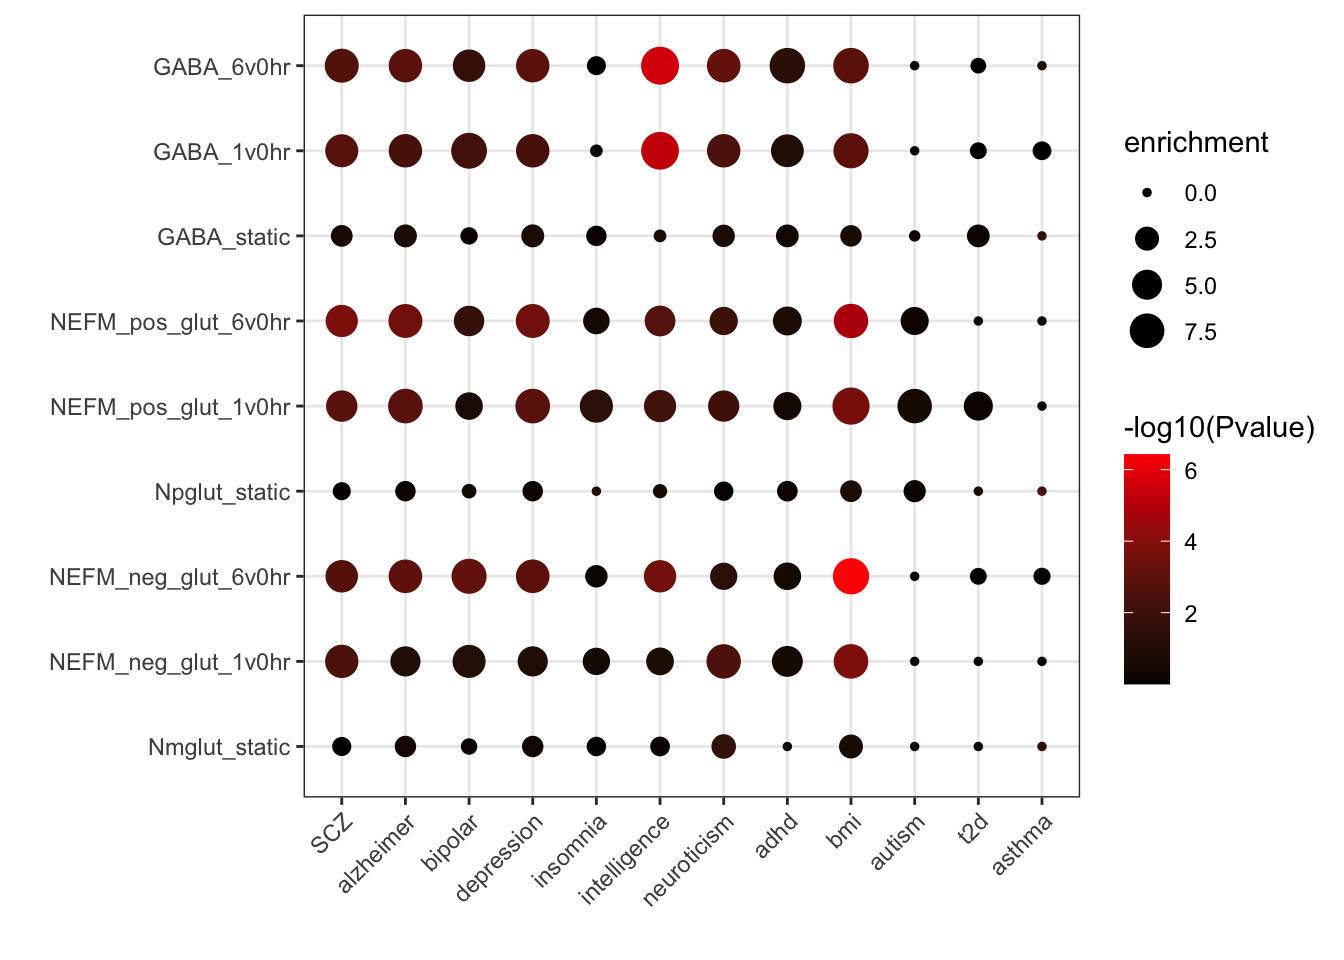 GABA_6v0hr
GABA_1v0hr
GABA_static
NEFM_pos_glut_6v0hr
NEFM_pos_glut_1v0hr
Npglut_static
NEFM_neg_glut_6v0hr
NEFM_neg_glut_1v0hr
Nmglut_static
SCZ
alzheimer
bipolar
depression
insomnia
intelligence
neuroticism
adhd
bmi
autism
t2d
asthma
enrichment
0.0
2.5
5.0
7.5
-log10(Pvalue)
6
4
2